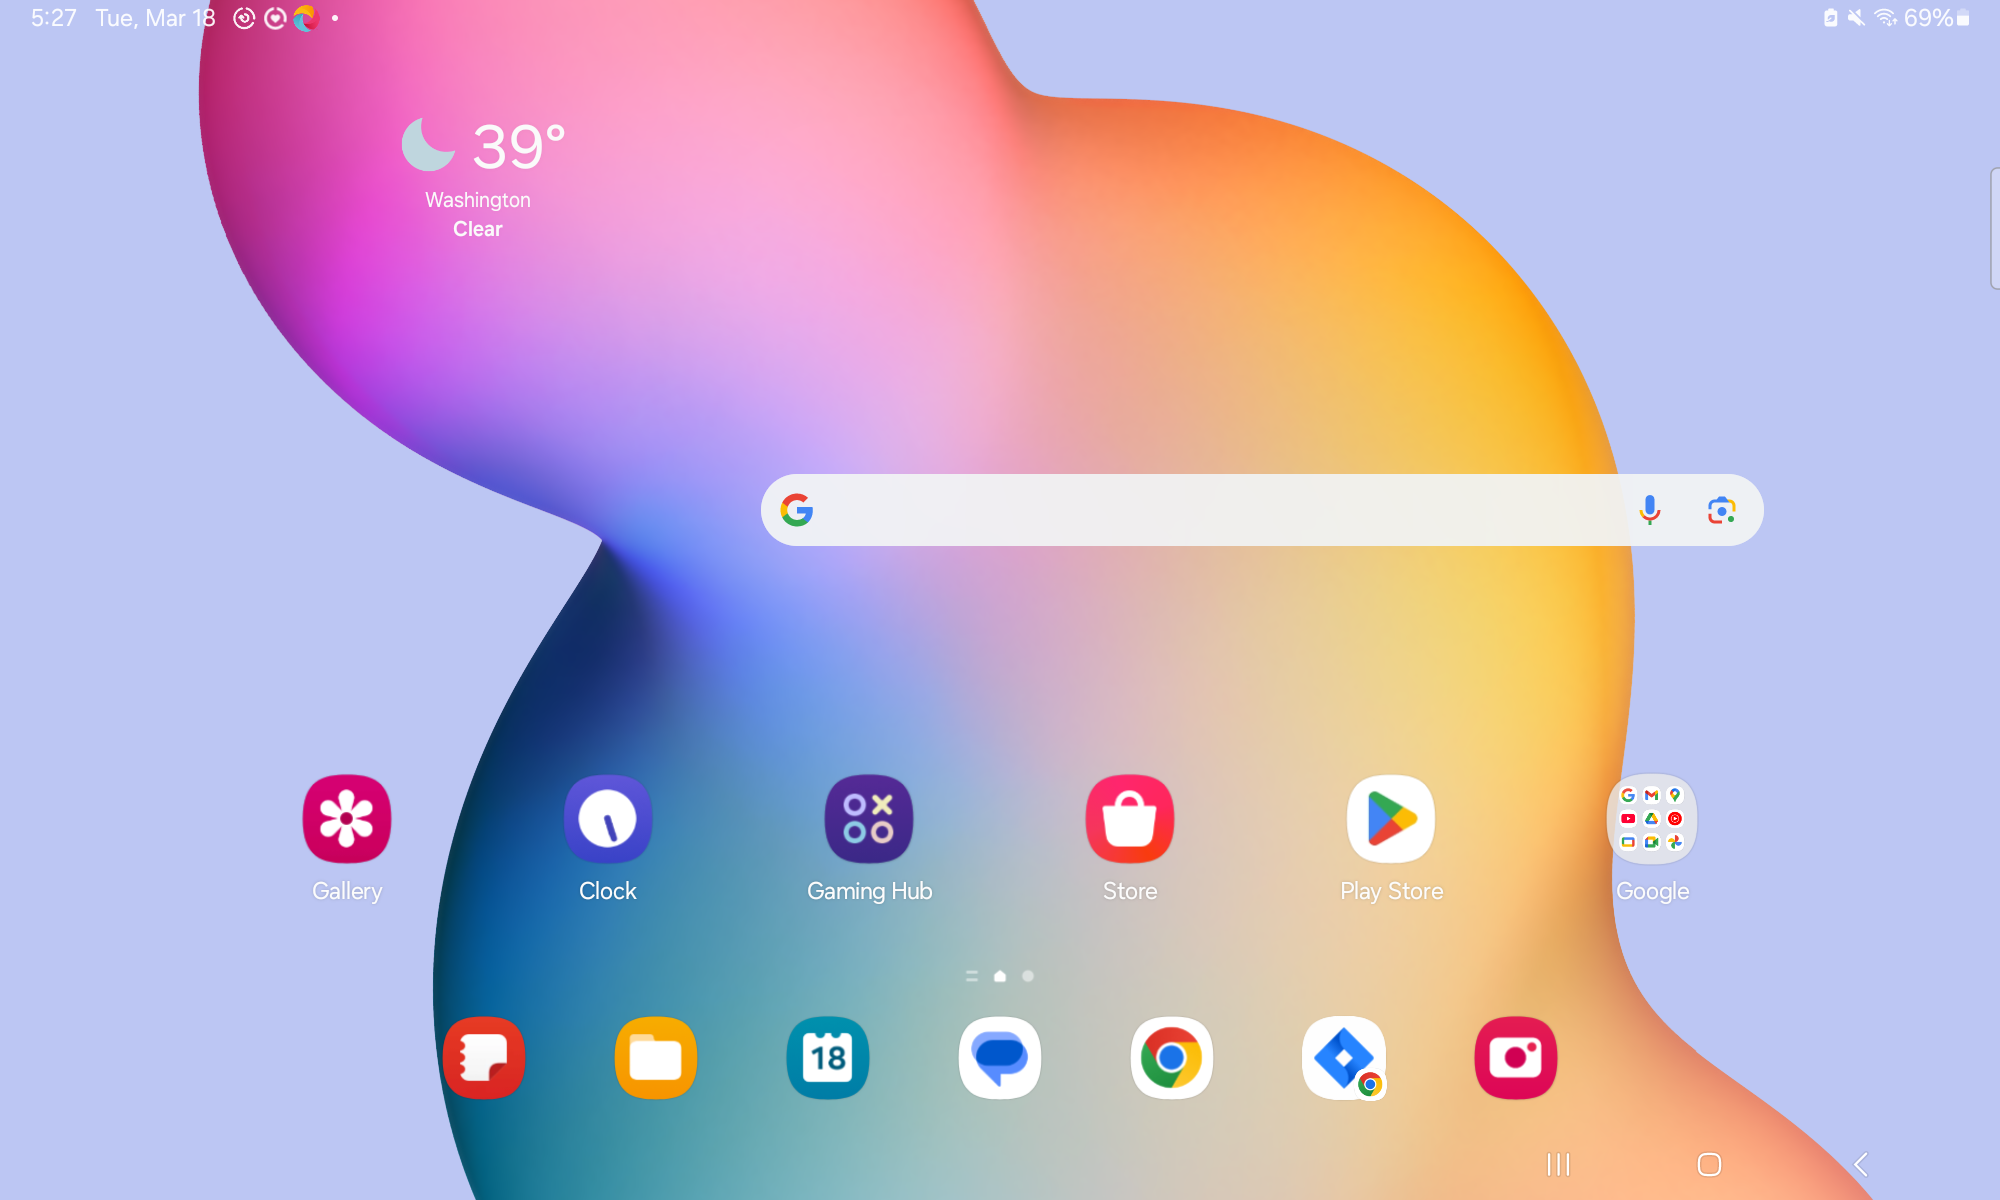 5:27 Tue, Mar 18
69%
39°
Washington
Clear
Gallery
Clock
Gaming Hub
Store
Play Store
Google
18